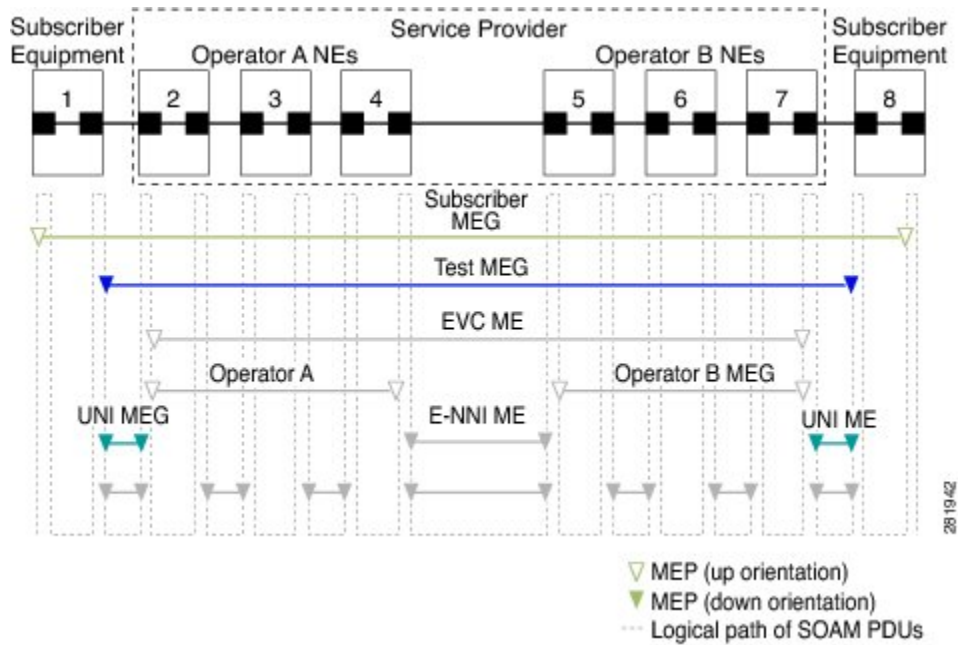 Subscriber
Equipment
Service Provider
Subscriber
Equipment
Operator A NEs
Operator B NEs
1
2
3
4
5
6
7
8
Subscriber
MEG
Test MEG
EVC ME
Operator A
Operator B MEG
UNI MEG
E-NNI ME
UNI ME
281942
MEP (up orientation)
MEP (down orientation)
Logical path of SOAM PDUs